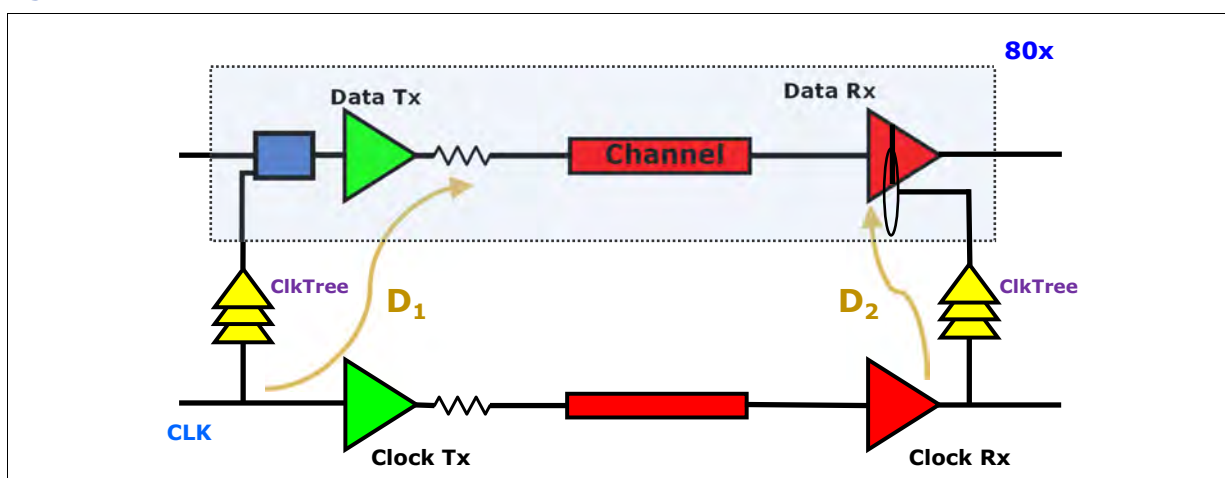 80x
Data Tx
Data Rx
Channel
ClkTree
D1
D2
ClkTree
CLK
Clock Tx
Clock Rx